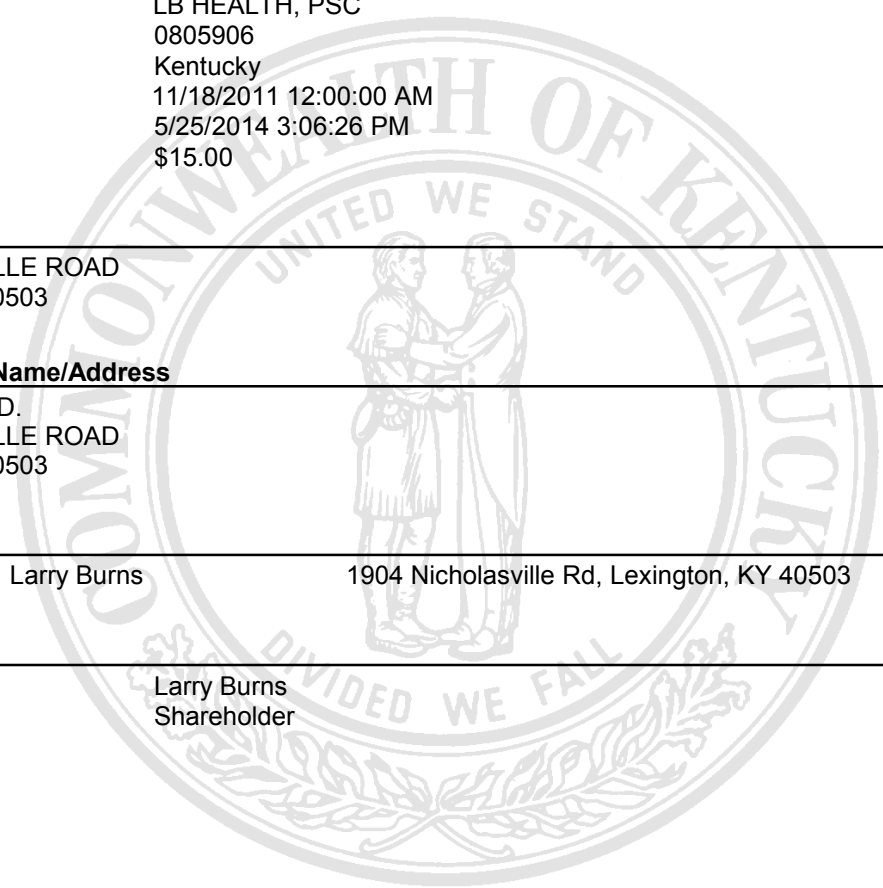 LB HEALTH, PSC
0805906
Kentucky
11/18/2011 12:00:00 AM
5/25/2014 3:06:26 PM
$15.00
COMMONWEALTH OF KENTUCKY
UNITED WE STAND
LLE ROAD
0503
Name/Address
D.
LLE ROAD
0503
Larry Burns 1904 Nicholasville Rd, Lexington, KY 40503
DIVIDED WE FALL
Larry Burns
Shareholder